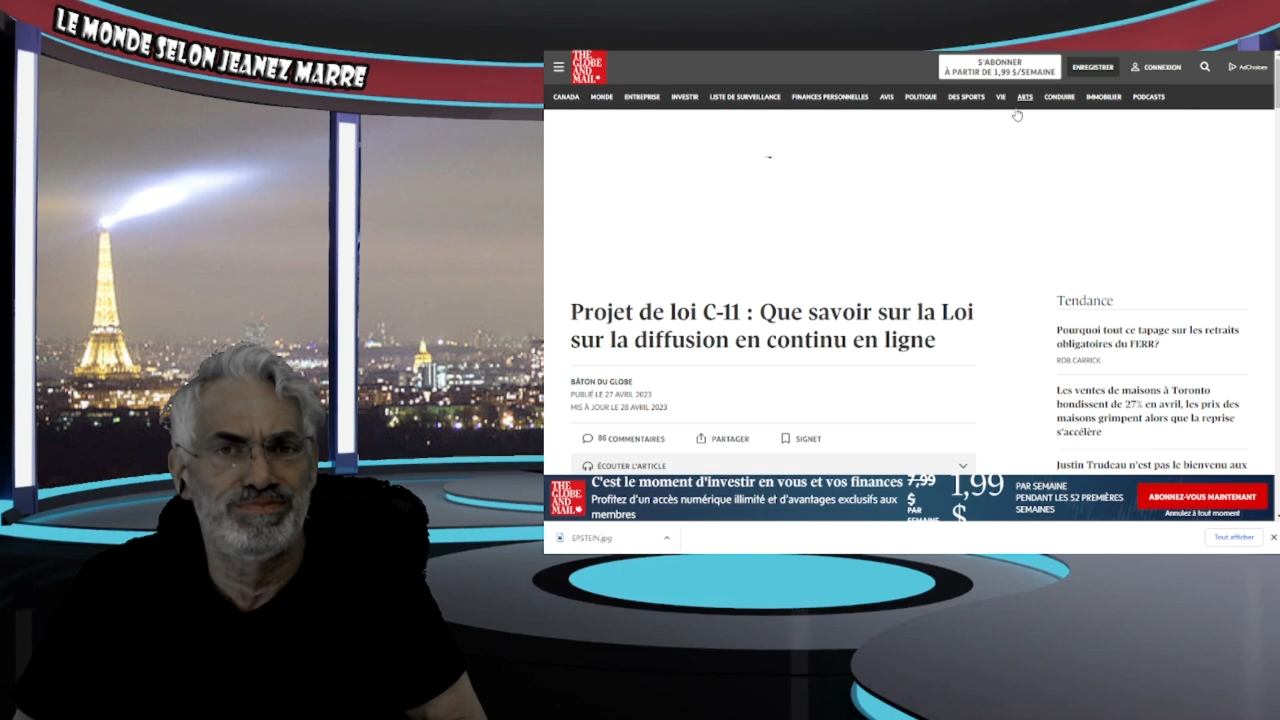 LE MONDE SELON JEANEZ MARRE
THE GLOBE AND MAIL
S'ABONNER
À PARTIR DE 1,99 $/SEMAINE
ENREGISTRER
CONNEXION
AdChoices
CANADA MONDE ENTREPRISE INVESTIR LISTE DE SURVEILLANCE FINANCES PERSONNELLES AVIS POLITIQUE DES SPORTS VIE ARTS CONDUIRE IMMOBILIER PODCASTS
Projet de loi C-11 : Que savoir sur la Loi
sur la diffusion en continu en ligne
BÂTON DU GLOBE
PUBLIÉ LE 27 AVRIL 2023
MIS À JOUR LE 28 AVRIL 2023
86 COMMENTAIRES PARTAGER SIGNET
ÉCOUTER L'ARTICLE
Tendance
Pourquoi tout ce tapage sur les retraits
obligatoires du FERR?
ROB CARRICK
Les ventes de maisons à Toronto
bondissent de 27% en avril, les prix des
maisons grimpent alors que la reprise
s'accélère
Justin Trudeau n'est pas le bienvenu aux
THE GLOBE AND MAIL
C'est le moment d'investir en vous et vos finances
Profitez d'un accès numérique illimité et d'avantages exclusifs aux
membres
7,99
$
PAR
SEMAINE
1,99
$
PAR SEMAINE
PENDANT LES 52 PREMIÈRES
SEMAINES
ABONNEZ-VOUS MAINTENANT
Annulez à tout moment
EPSTEIN.jpg
Tout afficher